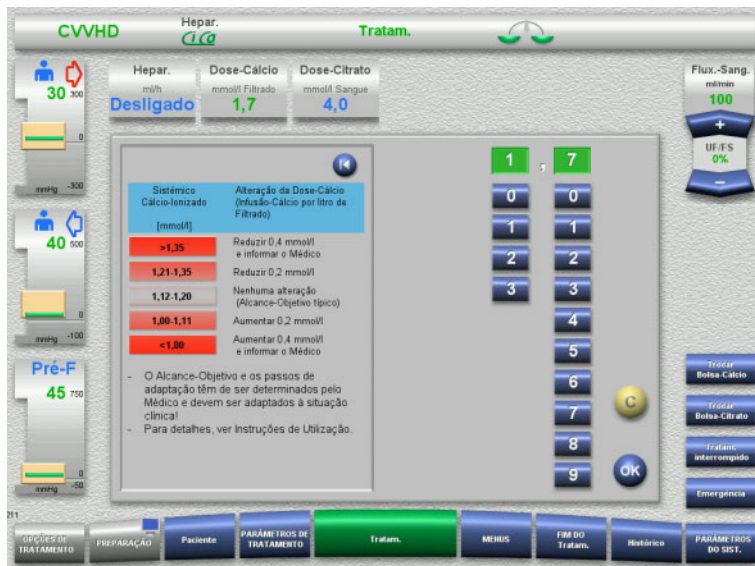 CVVHD
Hepar.
CiCa
Tratam.
30
300
0
mmHg
-300
Hepar.
ml/h
Desligado
Dose-Cálcio
mmol/l Filtrado
1,7
Dose-Citrato
mmol/l Sangue
4,0
Flux.-Sang.
ml/min
100
+
UF/FS
0%
−
40
500
0
mmHg
-100
Pré-F
45
750
0
mmHg
-50
Sistémico
Cálcio-Ionizado
[mmol/l]
Alteração da Dose-Cálcio
(Infusão-Cálcio por litro de
Filtrado)
>1,35
Reduzir 0,4 mmol/l
e informar o Médico
1,21-1,35
Reduzir 0,2 mmol/l
1,12-1,20
Nenhuma alteração
(Alcance-Objetivo típico)
1,00-1,11
Aumentar 0,2 mmol/l
<1,00
Aumentar 0,4 mmol/l
e informar o Médico
- O Alcance-Objetivo e os passos de
adaptação têm de ser determinados pelo
Médico e devem ser adaptados à situação
clínica!
- Para detalhes, ver Instruções de Utilização.
1 , 7
0 0
1 1
2 2
3 3
4
5
6
7
8
9
C
OK
Trocar
Bolsa-Cálcio
Trocar
Bolsa-Citrato
Tratam.
interrompido
Emergência
211
OPÇÕES DE
TRATAMENTO
PREPARAÇÃO
Paciente
PARÂMETROS DE
TRATAMENTO
Tratam.
MENUS
FIM DO
Tratam.
Histórico
PARÂMETROS
DO SIST.